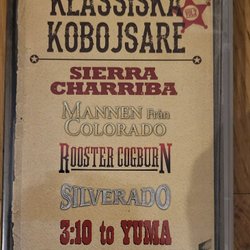 KLASSISKA
KOBOJSARE
SIERRA
CHARRIBA
MANNEN Från
COLORADO
ROOSTER COGBURN
SILVERADO
3:10 to YUMA